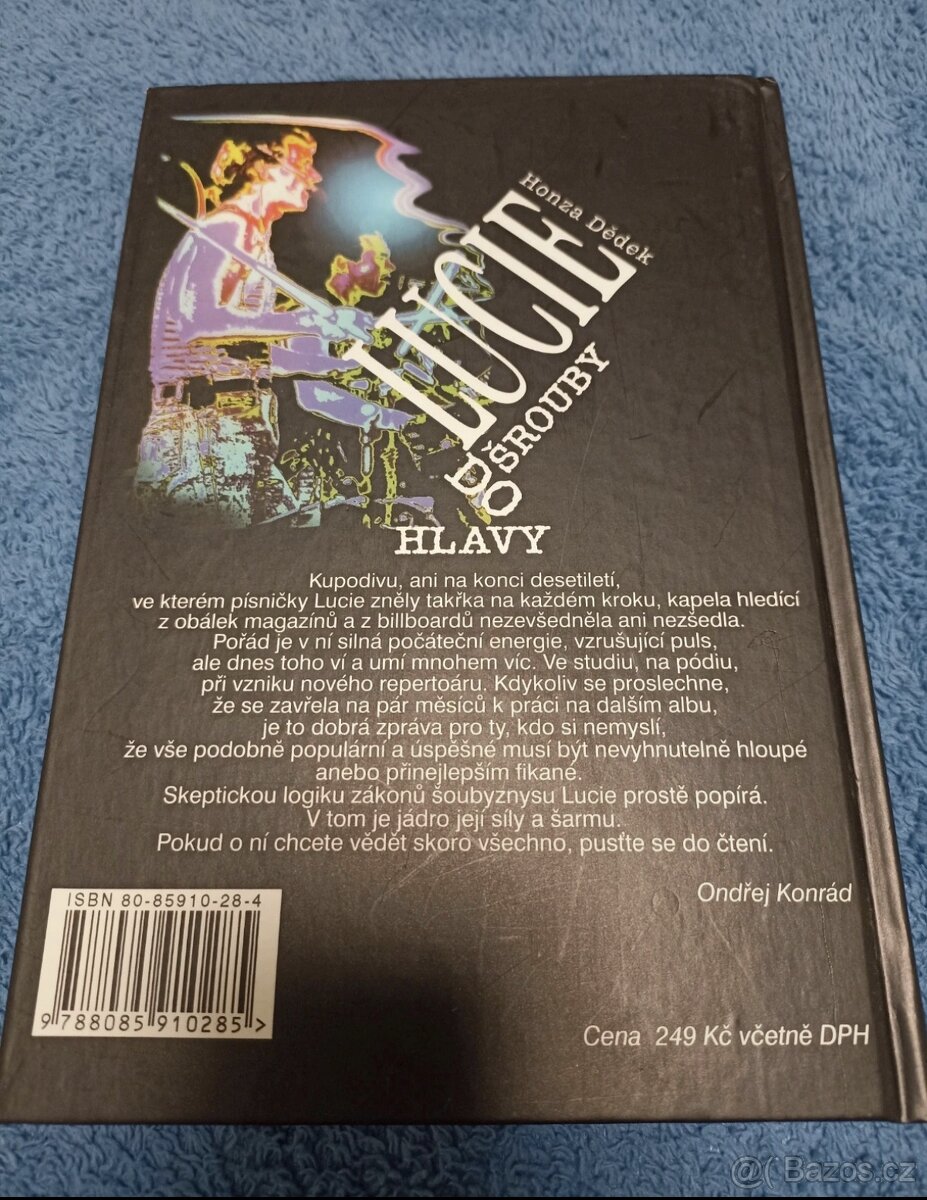 Honza Dědek
LUCIE
ŠROUBY
DO
HLAVY
Kupodivu, ani na konci desetiletí,
ve kterém písničky Lucie zněly takřka na každém kroku, kapela hledící
z obálek magazínů a z billboardů nezevšedněla ani nezšedla.
Pořád je v ní silná počáteční energie, vzrušující puls,
ale dnes toho ví a umí mnohem víc. Ve studiu, na pódiu,
při vzniku nového repertoáru. Kdykoliv se proslechne,
že se zavřela na pár měsíců k práci na dalším albu,
je to dobrá zpráva pro ty, kdo si nemyslí,
že vše podobně populární a úspěšné musí být nevyhnutelně hloupé
anebo přinejlepším fikané.
Skeptickou logiku zákonů šoubyznysu Lucie prostě popírá.
V tom je jádro její síly a šarmu.
Pokud o ní chcete vědět skoro všechno, pusťte se do čtení.
Ondřej Konrád
ISBN 80-85910-28-4
9 788085 910285 >
Cena 249 Kč včetně DPH
@( Bazos.cz